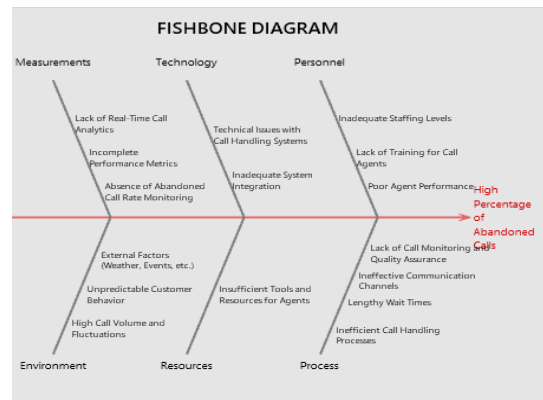 FISHBONE DIAGRAM
Measurements
Technology
Personnel
Lack of Real-Time Call
Analytics
Incomplete
Performance Metrics
Absence of Abandoned
Call Rate Monitoring
Technical Issues with
Call Handling Systems
Inadequate System
Integration
Inadequate Staffing Levels
Lack of Training for Call
Agents
Poor Agent Performance
High
Percentage
of
Abandoned
Calls
External Factors
(Weather, Events, etc.)
Unpredictable Customer
Behavior
High Call Volume and
Fluctuations
Insufficient Tools and
Resources for Agents
Lack of Call Monitoring and
Quality Assurance
Ineffective Communication
Channels
Lengthy Wait Times
Inefficient Call Handling
Processes
Environment
Resources
Process